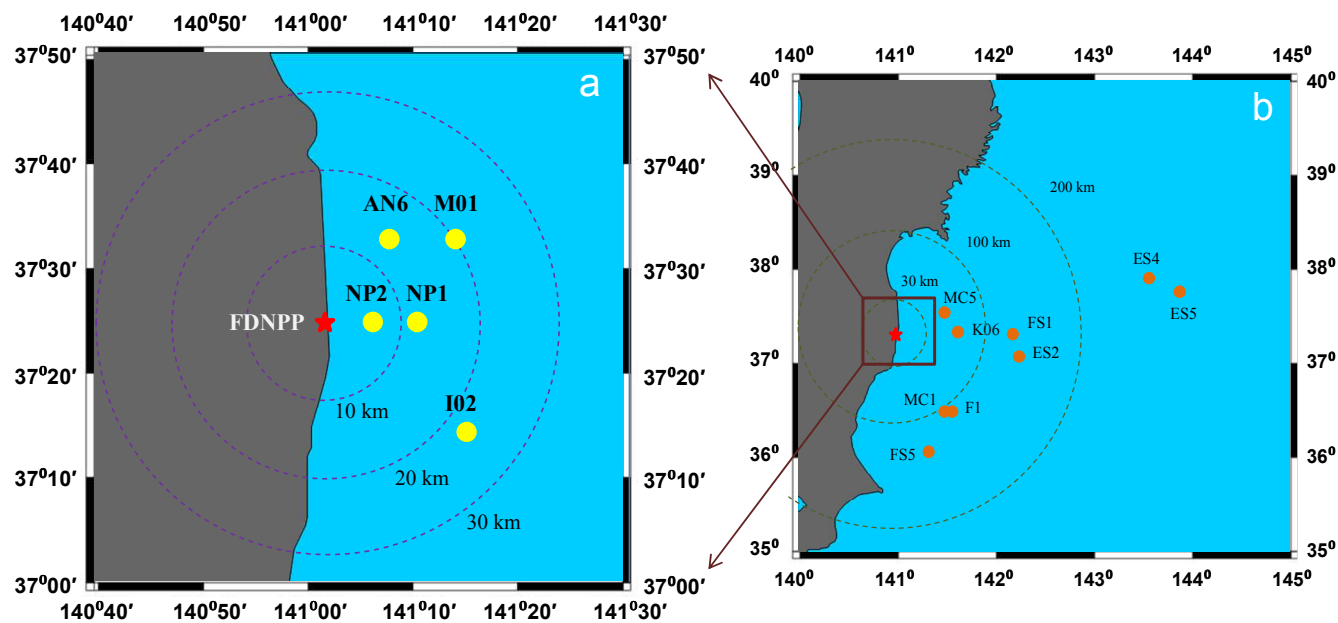 140⁰40′ 140⁰50′ 141⁰00′ 141⁰10′ 141⁰20′ 141⁰30′
37⁰50′ 37⁰50′
a
37⁰40′ 37⁰40′
AN6 M01
37⁰30′ 37⁰30′
NP2 NP1
FDNPP
37⁰20′ 37⁰20′
I02
10 km
37⁰10′ 37⁰10′
20 km
30 km
37⁰00′ 37⁰00′
140⁰40′ 140⁰50′ 141⁰00′ 141⁰10′ 141⁰20′ 141⁰30′
140⁰ 141⁰ 142⁰ 143⁰ 144⁰ 145⁰
40⁰ 40⁰
b
39⁰ 39⁰
200 km
100 km
38⁰ 38⁰
ES4
30 km
MC5 ES5
K06 FS1
ES2
37⁰ 37⁰
MC1 F1
FS5
36⁰ 36⁰
35⁰ 35⁰
140⁰ 141⁰ 142⁰ 143⁰ 144⁰ 145⁰